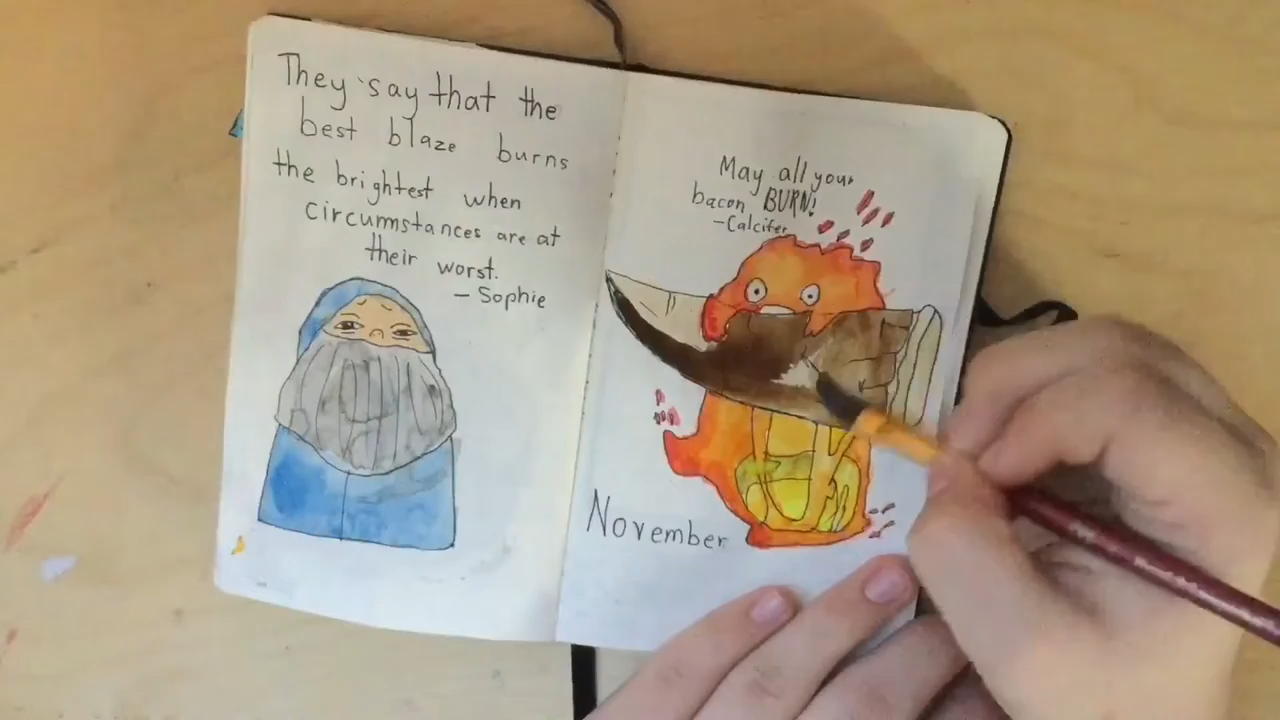 They say that the
best blaze burns
the brightest when
circumstances are at
their worst.
— Sophie
May all your
bacon BURN!
-Calcifer
November